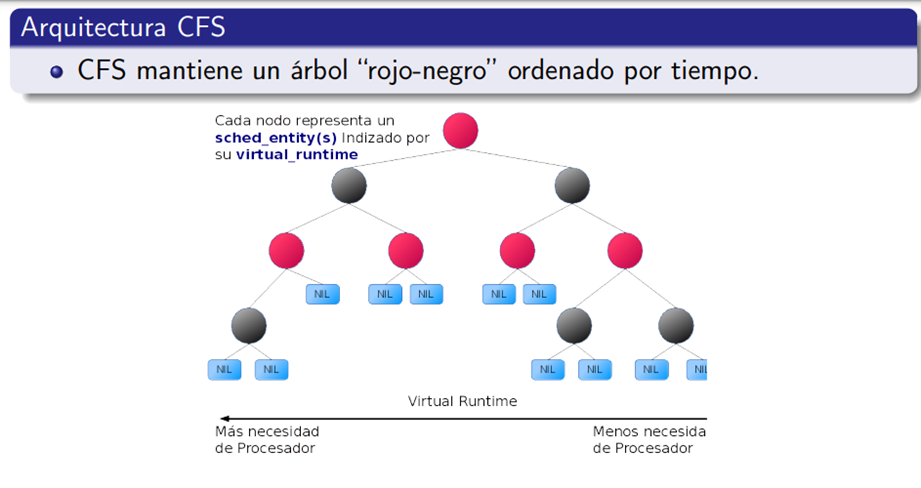 Arquitectura CFS
CFS mantiene un árbol “rojo-negro” ordenado por tiempo.
Cada nodo representa un
sched_entity(s) Indizado por
su virtual_runtime
NIL
NIL NIL
NIL NIL
NIL NIL
NIL NIL
NIL NIL
Virtual Runtime
Más necesidad
de Procesador
Menos necesida
de Procesador